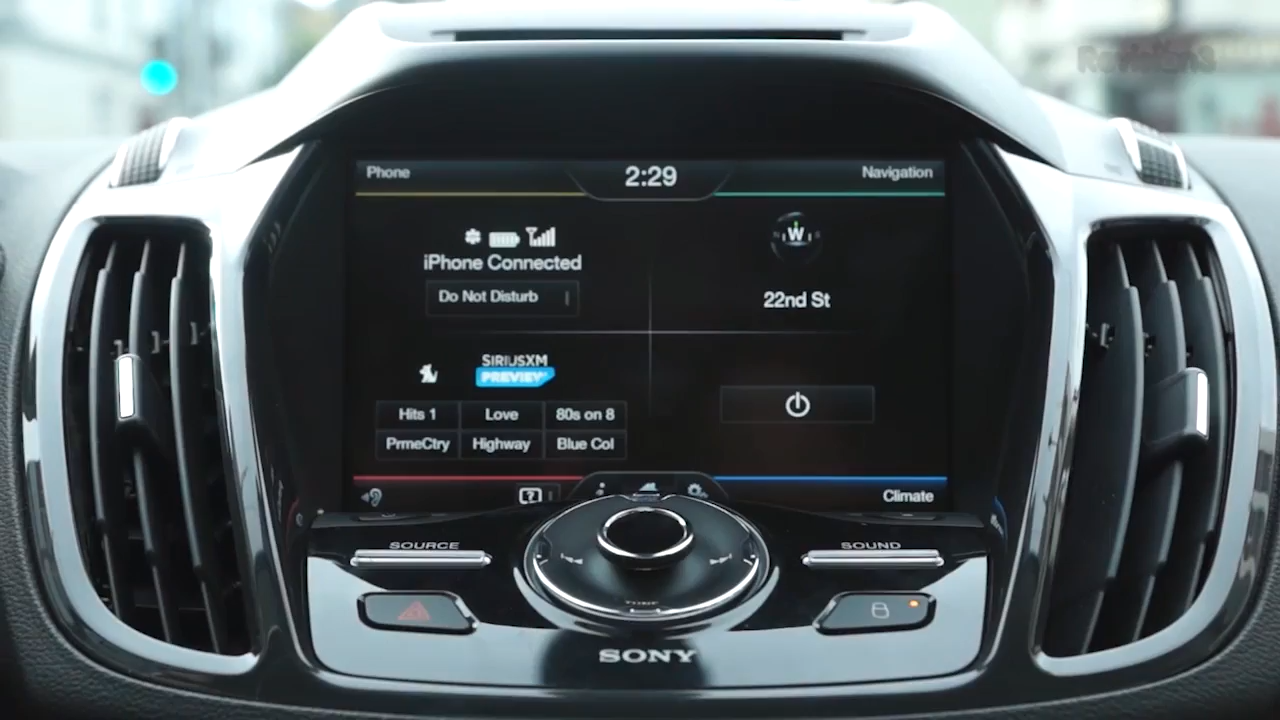 Phone
2:29
Navigation
iPhone Connected
Do Not Disturb
W
22nd St
SIRIUSXM
PREVIEW
Hits 1
Love
80s on 8
PrmeCtry
Highway
Blue Col
?
Climate
SOURCE
SOUND
TUNE
SONY